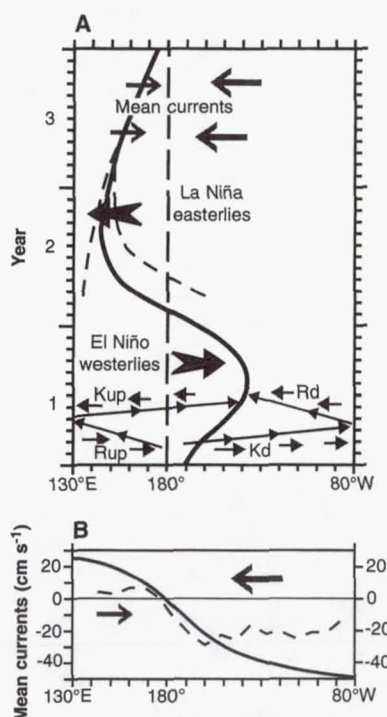 A
3
Mean currents
La Niña
easterlies
Year
2
El Niño
westerlies
1
Kup
Rd
Rup
Kd
130°E
180°
80°W
B
Mean currents (cm s⁻¹)
20
0
-20
-40
20
0
-20
-40
130°E
180°
80°W